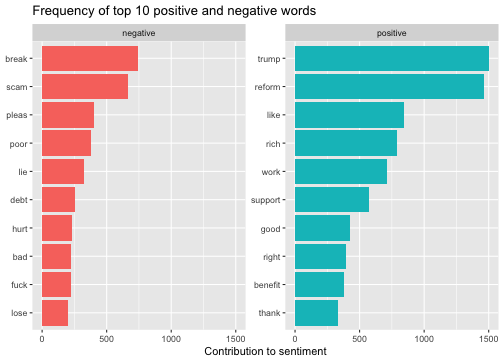 Frequency of top 10 positive and negative words
negative
break
scam
pleas
poor
lie
debt
hurt
bad
fuck
lose
0
500
1000
1500
positive
trump
reform
like
rich
work
support
good
right
benefit
thank
0
500
1000
1500
Contribution to sentiment